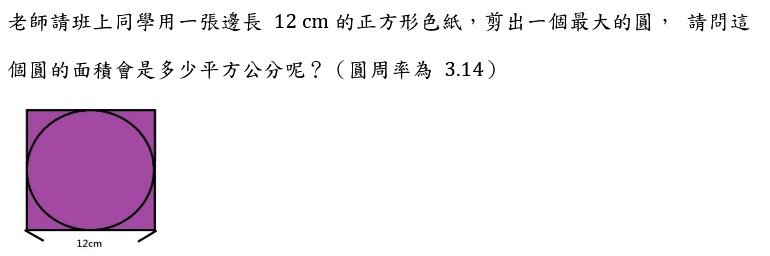 老師請班上同學用一張邊長 12 cm 的正方形色紙，剪出一個最大的圓， 請問這
個圓的面積會是多少平方公分呢？（圓周率為 3.14）
12cm